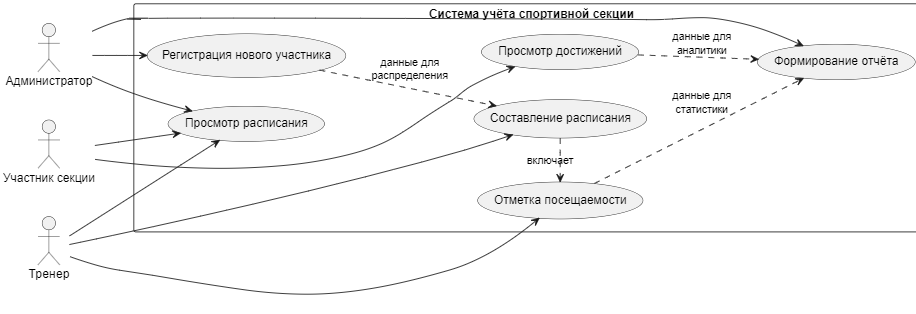 Система учёта спортивной секции
Администратор
Участник секции
Тренер
Регистрация нового участника
Просмотр расписания
данные для
распределения
Просмотр достижений
Составление расписания
включает
Отметка посещаемости
данные для
аналитики
данные для
статистики
Формирование отчёта